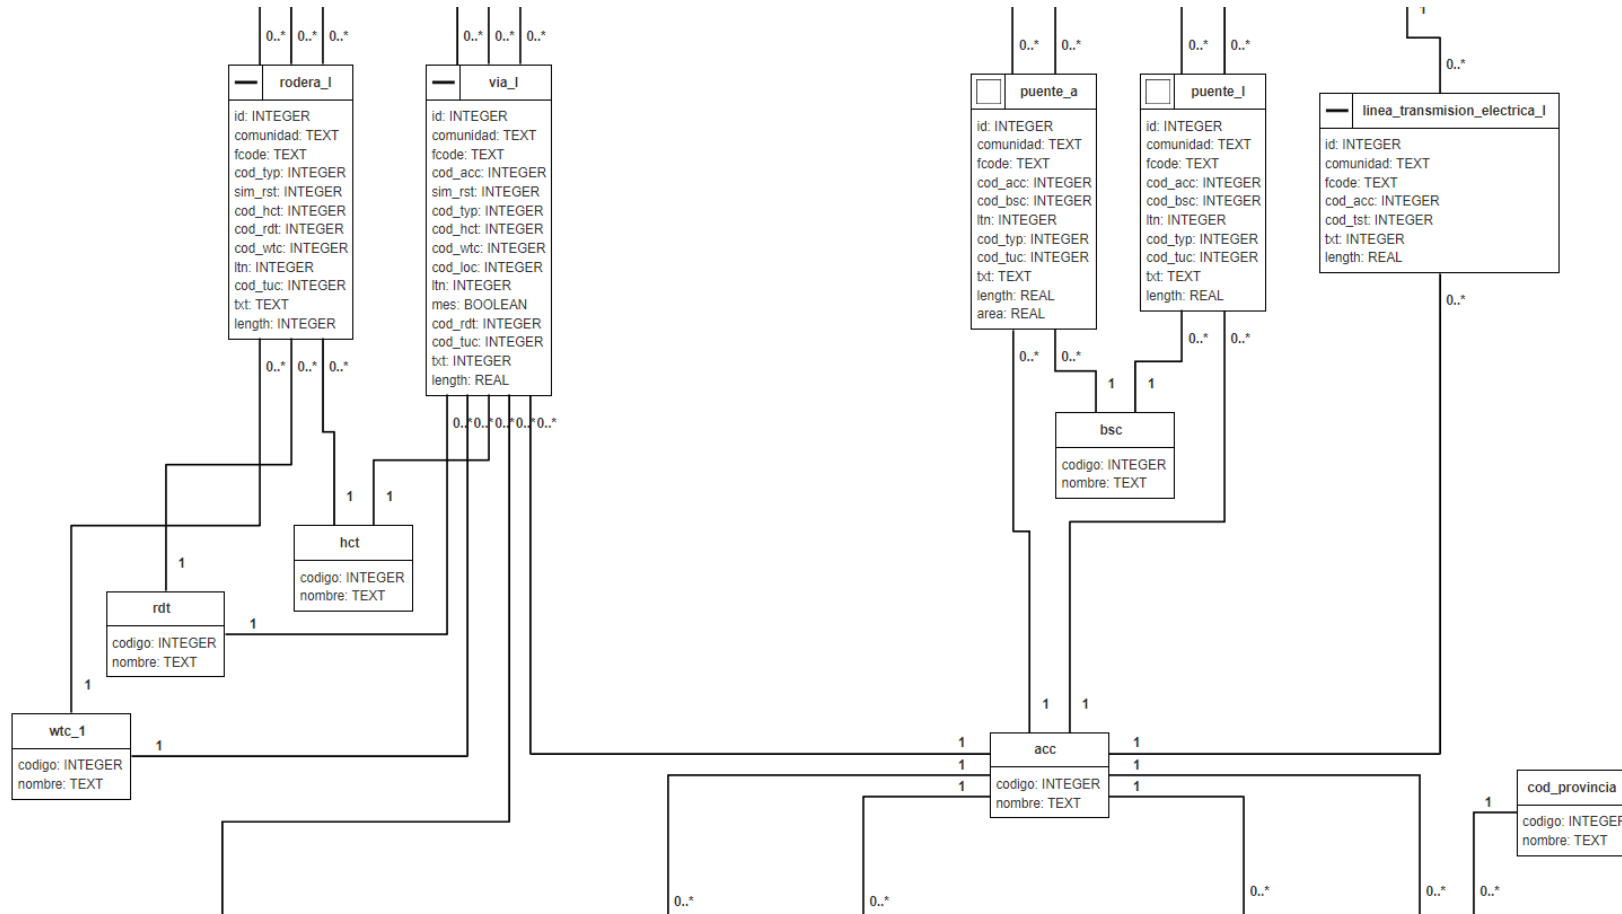 0..* 0..* 0..*
rodera_l
id: INTEGER
comunidad: TEXT
fcode: TEXT
cod_typ: INTEGER
sim_rst: INTEGER
cod_hct: INTEGER
cod_rdt: INTEGER
cod_wtc: INTEGER
ltn: INTEGER
cod_tuc: INTEGER
txt: TEXT
length: INTEGER
0..* 0..* 0..*
0..* 0..* 0..*
via_l
id: INTEGER
comunidad: TEXT
fcode: TEXT
cod_acc: INTEGER
sim_rst: INTEGER
cod_typ: INTEGER
cod_hct: INTEGER
cod_wtc: INTEGER
cod_loc: INTEGER
ltn: INTEGER
mes: BOOLEAN
cod_rdt: INTEGER
cod_tuc: INTEGER
txt: INTEGER
length: REAL
0..* 0..* 0..* 0..* 0..*
0..* 0..*
puente_a
id: INTEGER
comunidad: TEXT
fcode: TEXT
cod_acc: INTEGER
cod_bsc: INTEGER
ltn: INTEGER
cod_typ: INTEGER
cod_tuc: INTEGER
txt: TEXT
length: REAL
area: REAL
0..* 0..*
0..* 0..*
puente_l
id: INTEGER
comunidad: TEXT
fcode: TEXT
cod_acc: INTEGER
cod_bsc: INTEGER
ltn: INTEGER
cod_typ: INTEGER
cod_tuc: INTEGER
txt: TEXT
length: REAL
0..* 0..*
1
0..*
linea_transmision_electrica_l
id: INTEGER
comunidad: TEXT
fcode: TEXT
cod_acc: INTEGER
cod_tst: INTEGER
txt: INTEGER
length: REAL
0..*
1 1
bsc
codigo: INTEGER
nombre: TEXT
1 1
hct
codigo: INTEGER
nombre: TEXT
1
rdt
1
codigo: INTEGER
nombre: TEXT
1
wtc_1
1
codigo: INTEGER
nombre: TEXT
1 1
1 acc 1
1 1
1 codigo: INTEGER 1
nombre: TEXT
cod_provincia
1
codigo: INTEGER
nombre: TEXT
0..* 0..* 0..* 0..* 0..*